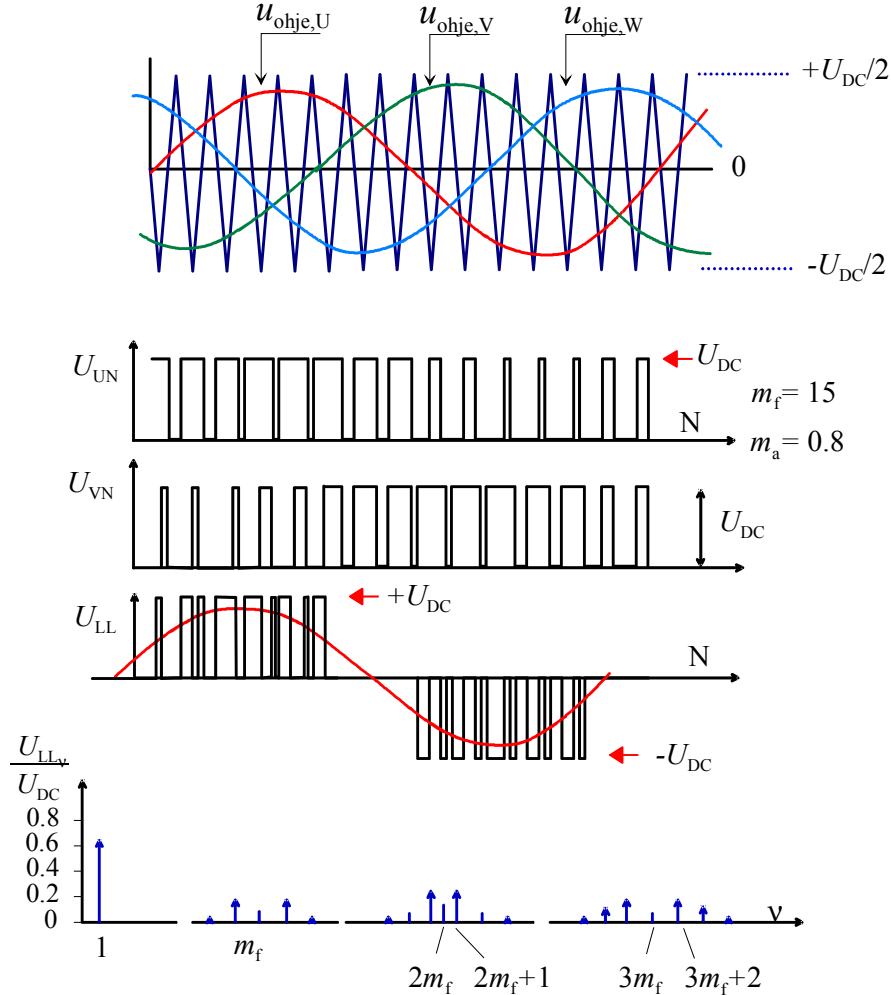 u_ohje,U u_ohje,V u_ohje,W
+U_DC/2
0
-U_DC/2
U_UN
U_DC
m_f = 15
N
m_a = 0.8
U_VN
U_DC
U_LL
+U_DC
N
-U_DC
U_LLν
U_DC
0.8
0.6
0.4
0.2
0
ν
1 m_f 2m_f 2m_f+1 3m_f 3m_f+2